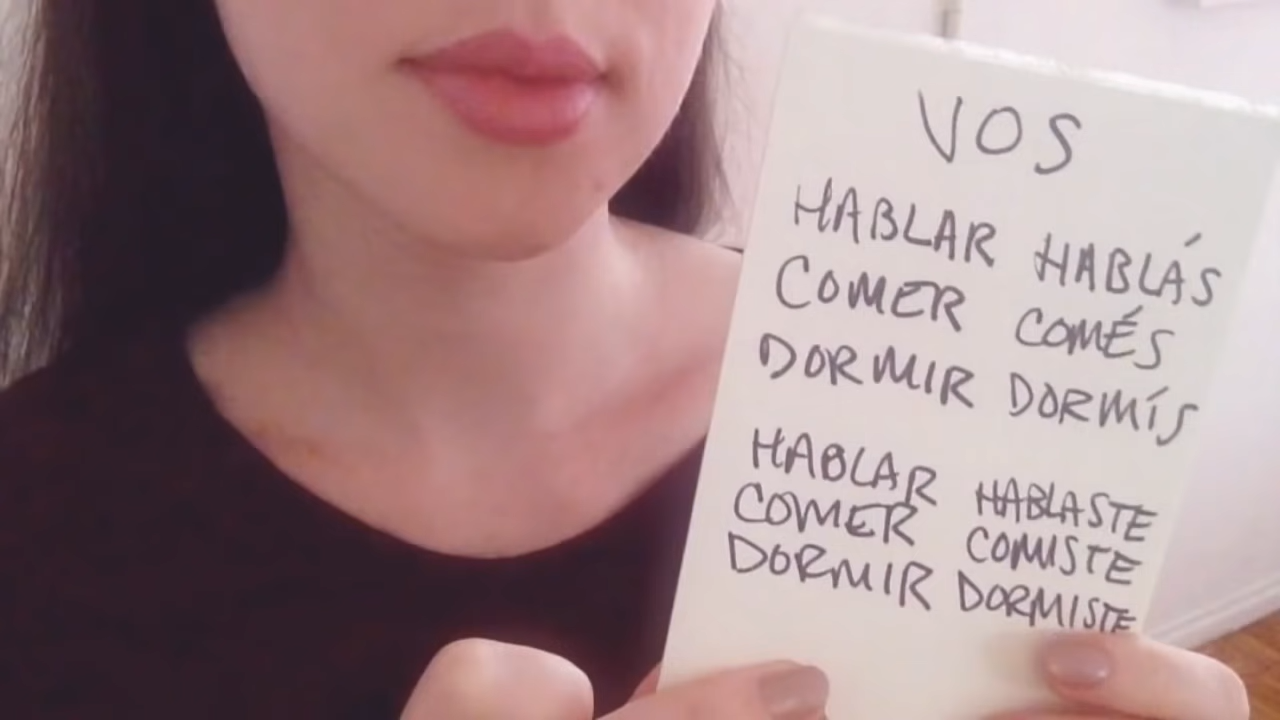 VOS
HABLAR HABLÁS
COMER COMÉS
DORMIR DORMÍS
HABLAR HABLASTE
COMER COMISTE
DORMIR DORMISTE